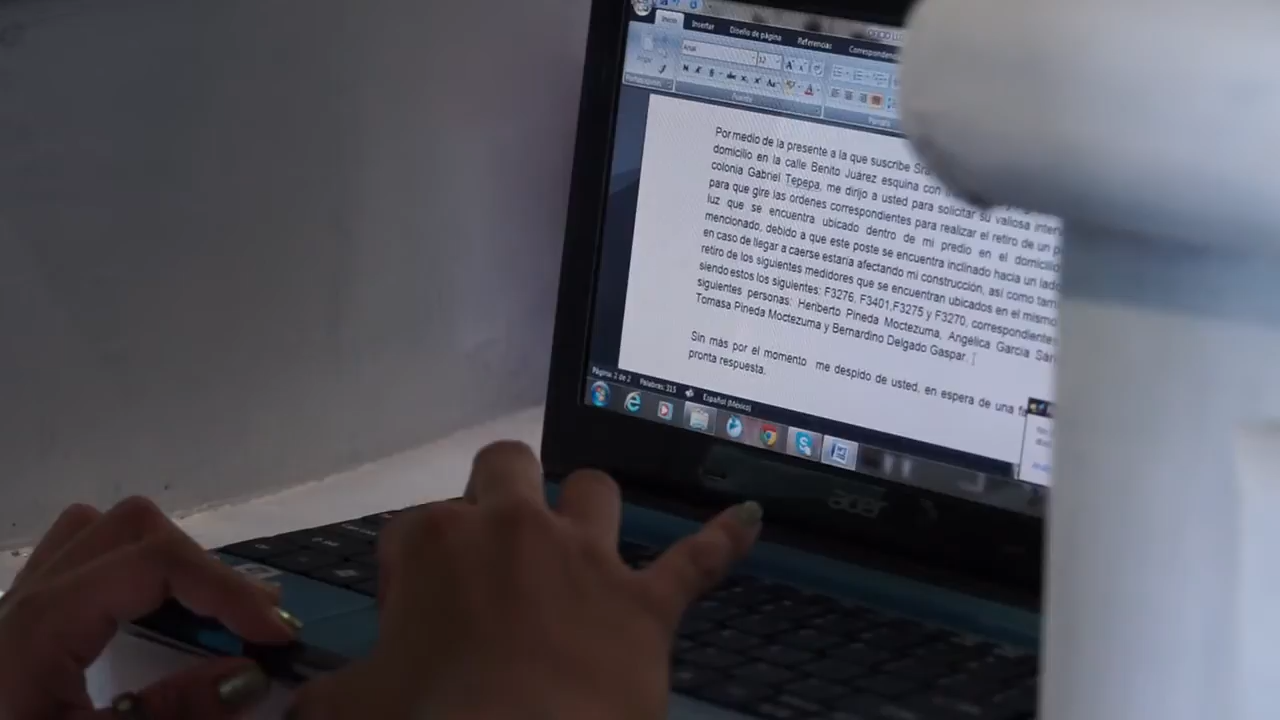 Inicio Insertar Diseño de página Referencias
Arial 12
Fuente Párrafo
Por medio de la presente a la que suscribe
domicilio en la calle Benito Juárez esquina con
colonia Gabriel Tepepa, me dirijo a usted para solicitar su valiosa
para que gire las ordenes correspondientes para realizar el retiro de un
luz que se encuentra ubicado dentro de mi predio en el
mencionado, debido a que este poste se encuentra inclinado hacia un lado
en caso de llegar a caerse estaría afectando mi construcción, así como
retiro de los siguientes medidores que se encuentran ubicados en el mismo
siendo estos los siguientes: F3276, F3401,F3275 y F3270,
siguientes personas: Heriberto Pineda Moctezuma, Angélica García
Tomasa Pineda Moctezuma y Bernardino Delgado Gaspar.
Sin más por el momento me despido de usted, en espera de una
pronta respuesta.
Página: 2 de 2 Palabras: 315 Español (México)
acer